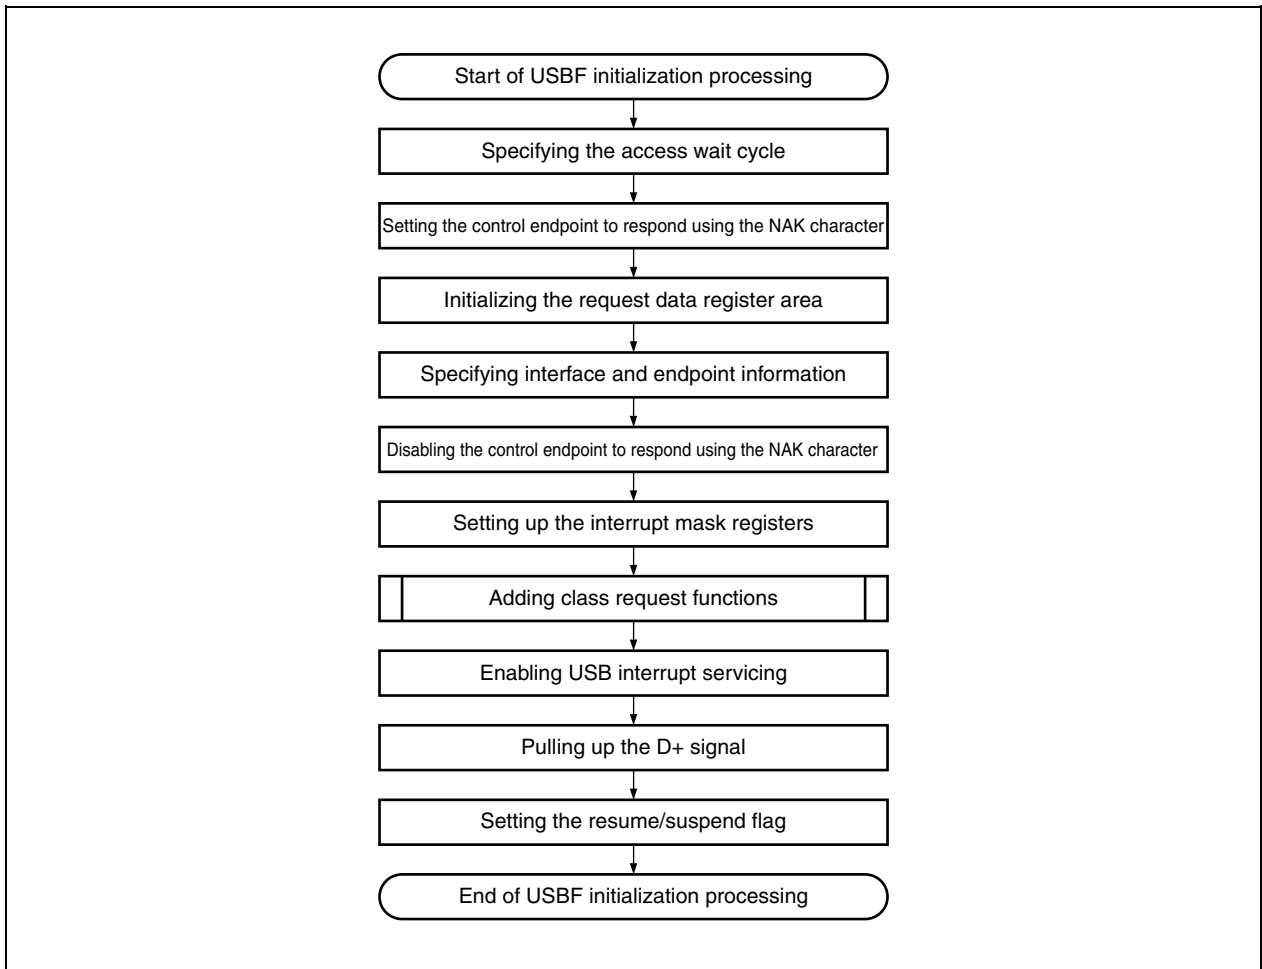 Start of USBF initialization processing
Specifying the access wait cycle
Setting the control endpoint to respond using the NAK character
Initializing the request data register area
Specifying interface and endpoint information
Disabling the control endpoint to respond using the NAK character
Setting up the interrupt mask registers
Adding class request functions
Enabling USB interrupt servicing
Pulling up the D+ signal
Setting the resume/suspend flag
End of USBF initialization processing